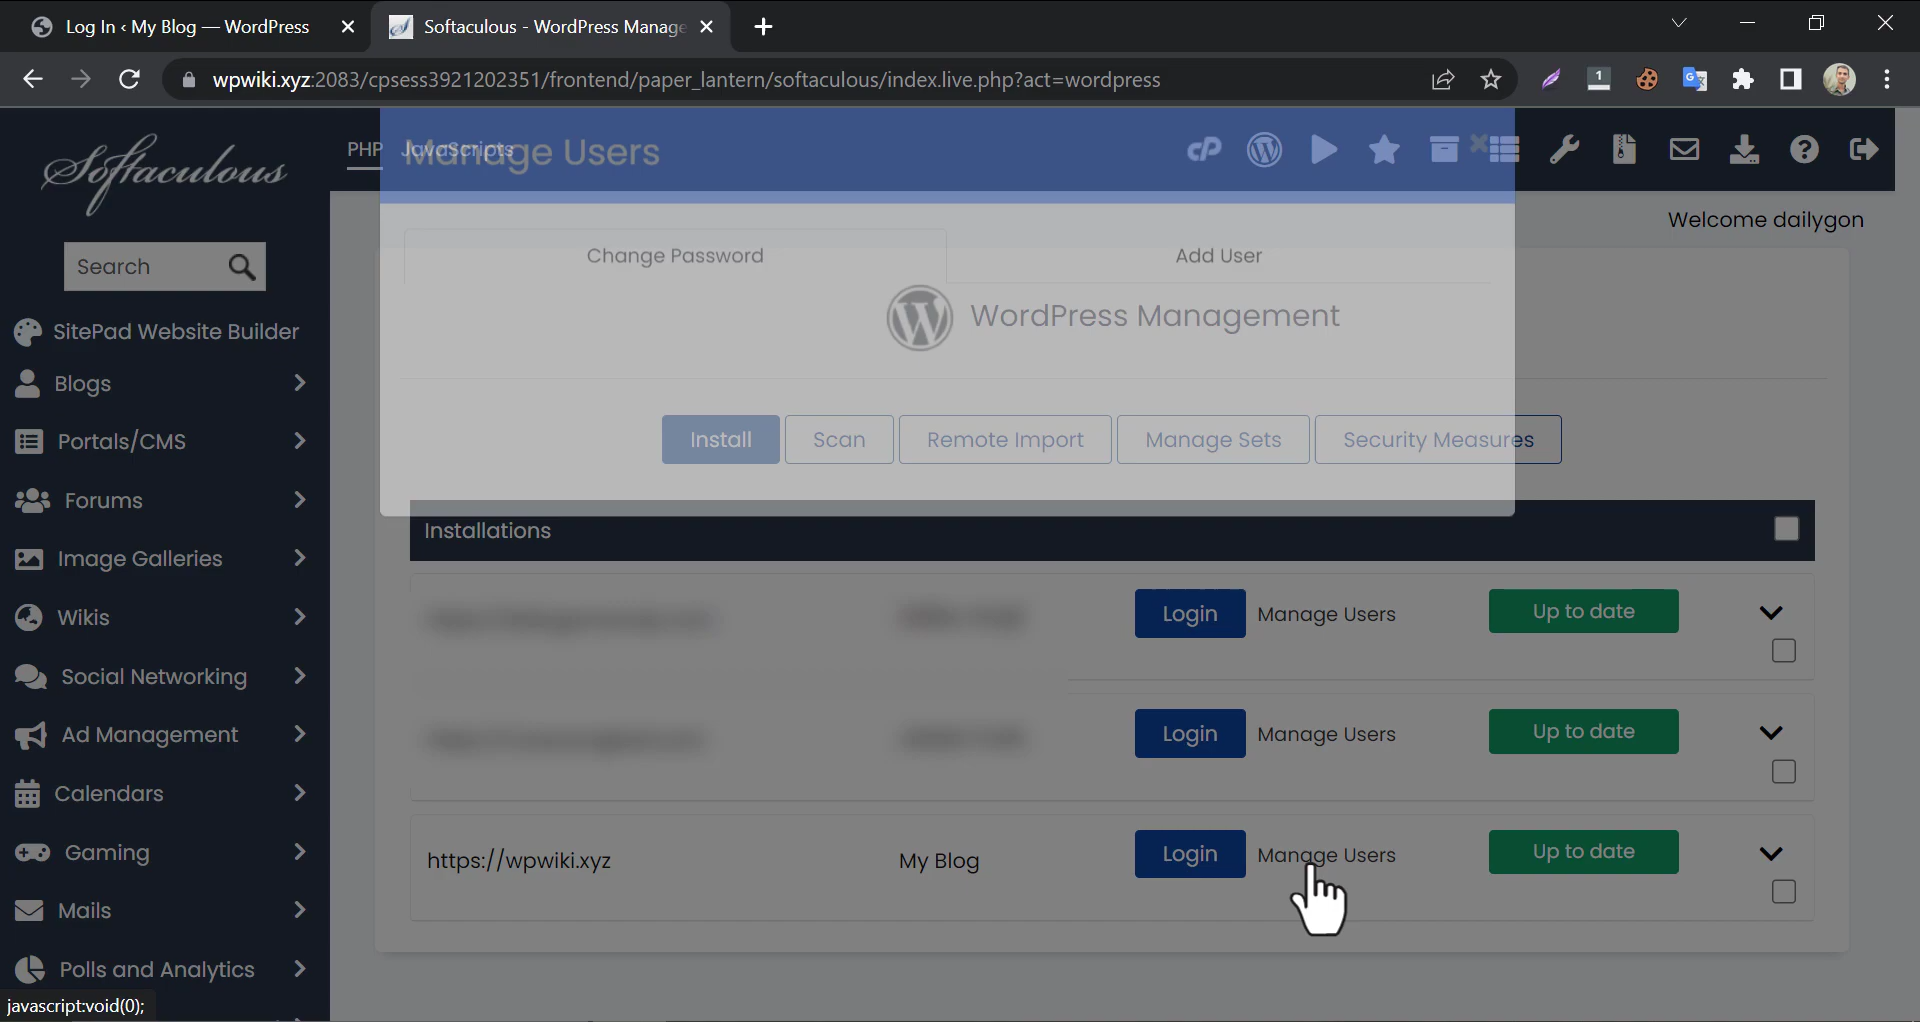 Log In ‹ My Blog — WordPress
Softaculous - WordPress Manage
wpwiki.xyz:2083/cpsess3921202351/frontend/paper_lantern/softaculous/index.live.php?act=wordpress
1
Softaculous
PHP JavaScripts
Manage Users
cP
Welcome dailygon
Search
Change Password
Add User
WordPress Management
SitePad Website Builder
Blogs
Portals/CMS
Forums
Image Galleries
Wikis
Social Networking
Ad Management
Calendars
Gaming
Mails
Polls and Analytics
Install
Scan
Remote Import
Manage Sets
Security Measures
Installations
Login Manage Users Up to date
Login Manage Users Up to date
https://wpwiki.xyz My Blog Login Manage Users Up to date
javascript:void(0);